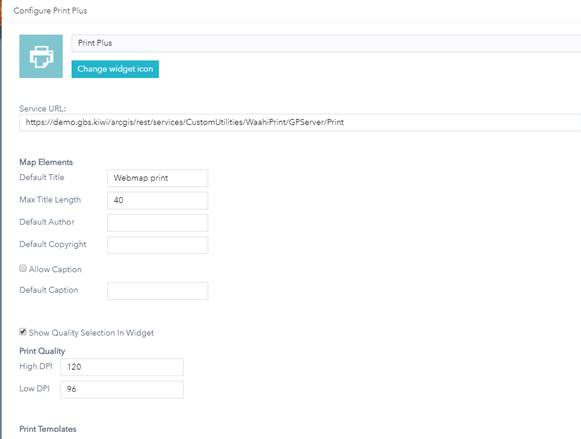 Configure Print Plus
Print Plus
Change widget icon
Service URL:
https://demo.gbs.kiwi/arcgis/rest/services/CustomUtilities/WaahiPrint/GPServer/Print
Map Elements
Default Title Webmap print
Max Title Length 40
Default Author
Default Copyright
Allow Caption
Default Caption
Show Quality Selection In Widget
Print Quality
High DPI 120
Low DPI 96
Print Templates